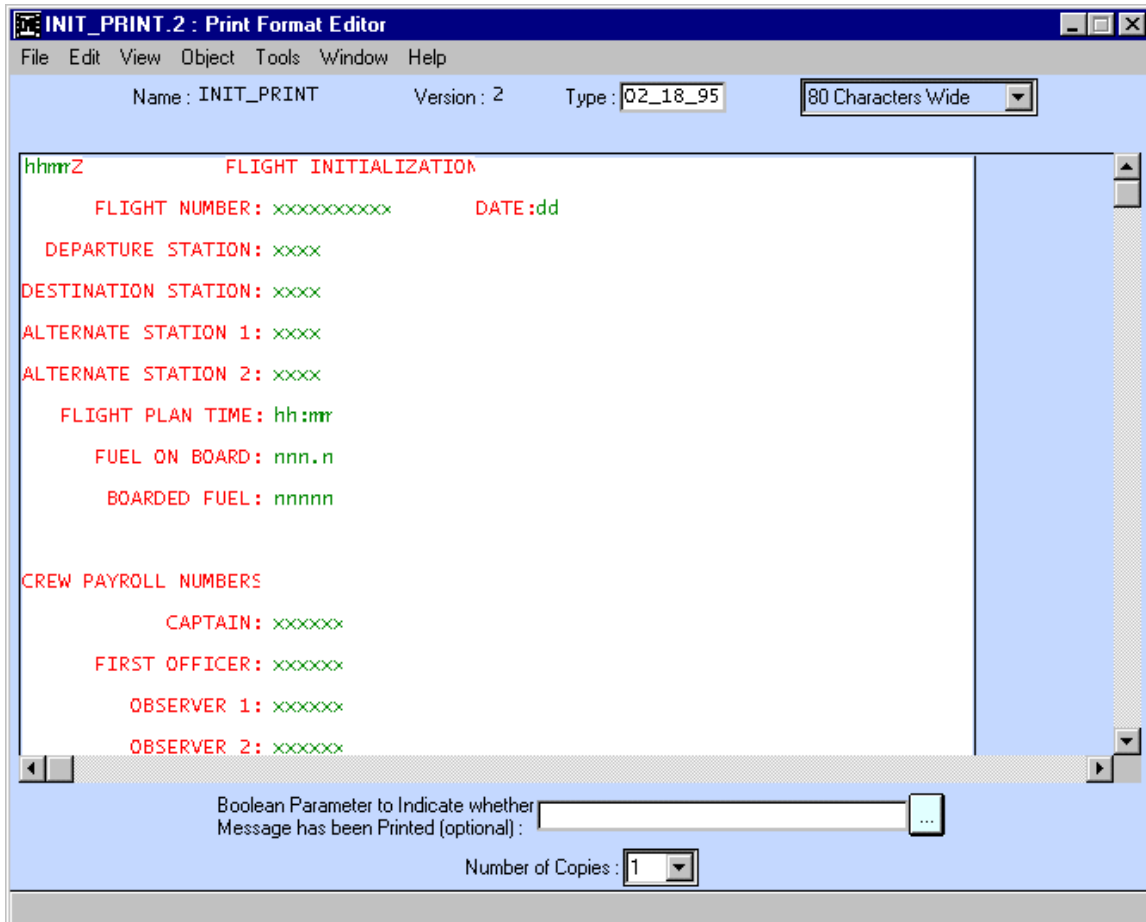 INIT_PRINT.2 : Print Format Editor
File Edit View Object Tools Window Help
Name : INIT_PRINT Version : 2 Type : 02_18_95 80 Characters Wide
hhmmZ FLIGHT INITIALIZATION
FLIGHT NUMBER: xxxxxxxxxx DATE:dd
DEPARTURE STATION: xxxx
DESTINATION STATION: xxxx
ALTERNATE STATION 1: xxxx
ALTERNATE STATION 2: xxxx
FLIGHT PLAN TIME: hh:mm
FUEL ON BOARD: nnn.n
BOARDED FUEL: nnnnn
CREW PAYROLL NUMBERS
CAPTAIN: xxxxxx
FIRST OFFICER: xxxxxx
OBSERVER 1: xxxxxx
OBSERVER 2: xxxxxx
Boolean Parameter to Indicate whether
Message has been Printed (optional) : ...
Number of Copies : 1